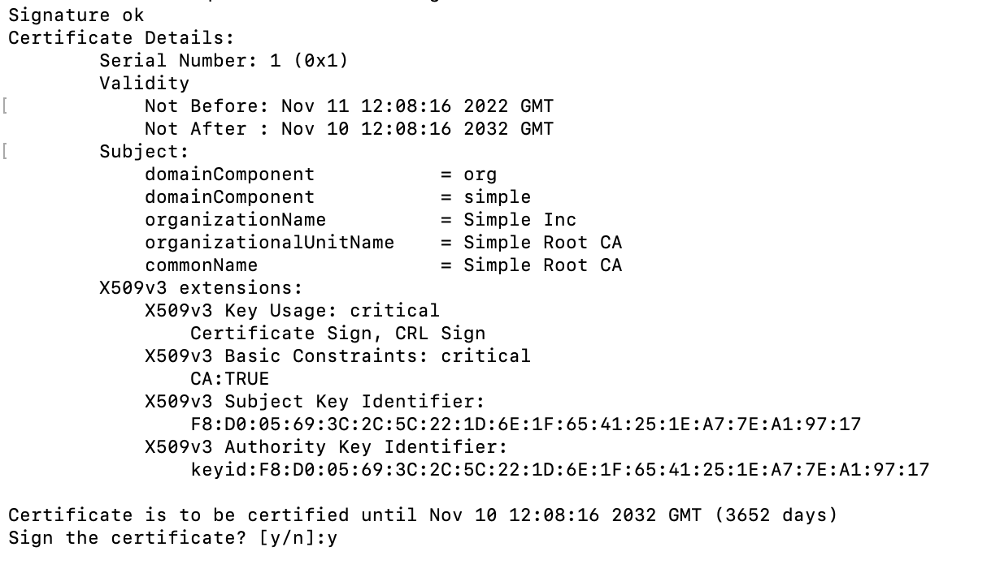 Signature ok
Certificate Details:
        Serial Number: 1 (0x1)
        Validity
            Not Before: Nov 11 12:08:16 2022 GMT
            Not After : Nov 10 12:08:16 2032 GMT
        Subject:
            domainComponent           = org
            domainComponent           = simple
            organizationName          = Simple Inc
            organizationalUnitName    = Simple Root CA
            commonName                = Simple Root CA
        X509v3 extensions:
            X509v3 Key Usage: critical
                Certificate Sign, CRL Sign
            X509v3 Basic Constraints: critical
                CA:TRUE
            X509v3 Subject Key Identifier:
                F8:D0:05:69:3C:2C:5C:22:1D:6E:1F:65:41:25:1E:A7:7E:A1:97:17
            X509v3 Authority Key Identifier:
                keyid:F8:D0:05:69:3C:2C:5C:22:1D:6E:1F:65:41:25:1E:A7:7E:A1:97:17

Certificate is to be certified until Nov 10 12:08:16 2032 GMT (3652 days)
Sign the certificate? [y/n]:y